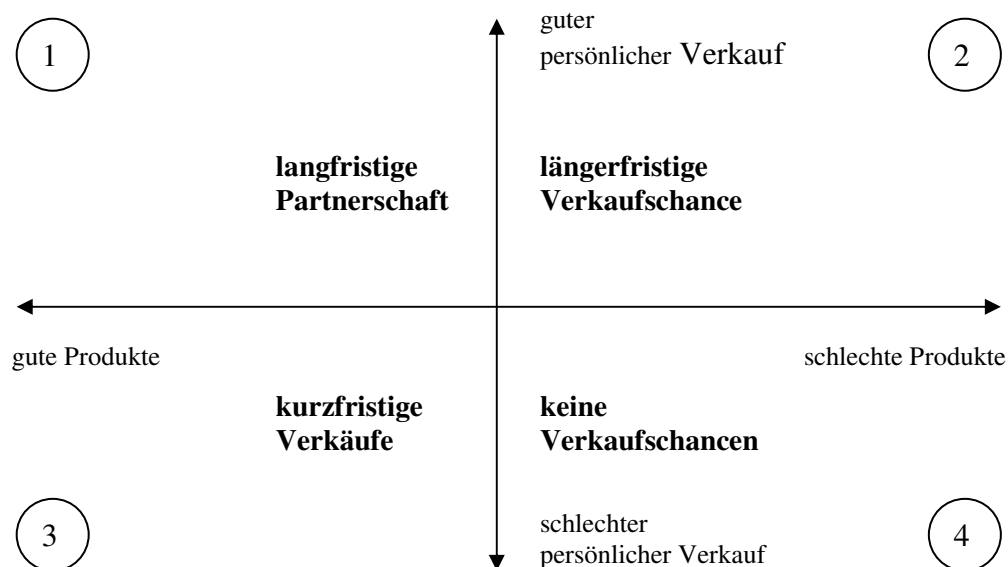 1
guter
persönlicher Verkauf
2
langfristige
Partnerschaft
längerfristige
Verkaufschance
gute Produkte
schlechte Produkte
kurzfristige
Verkäufe
keine
Verkaufschancen
3
schlechter
persönlicher Verkauf
4